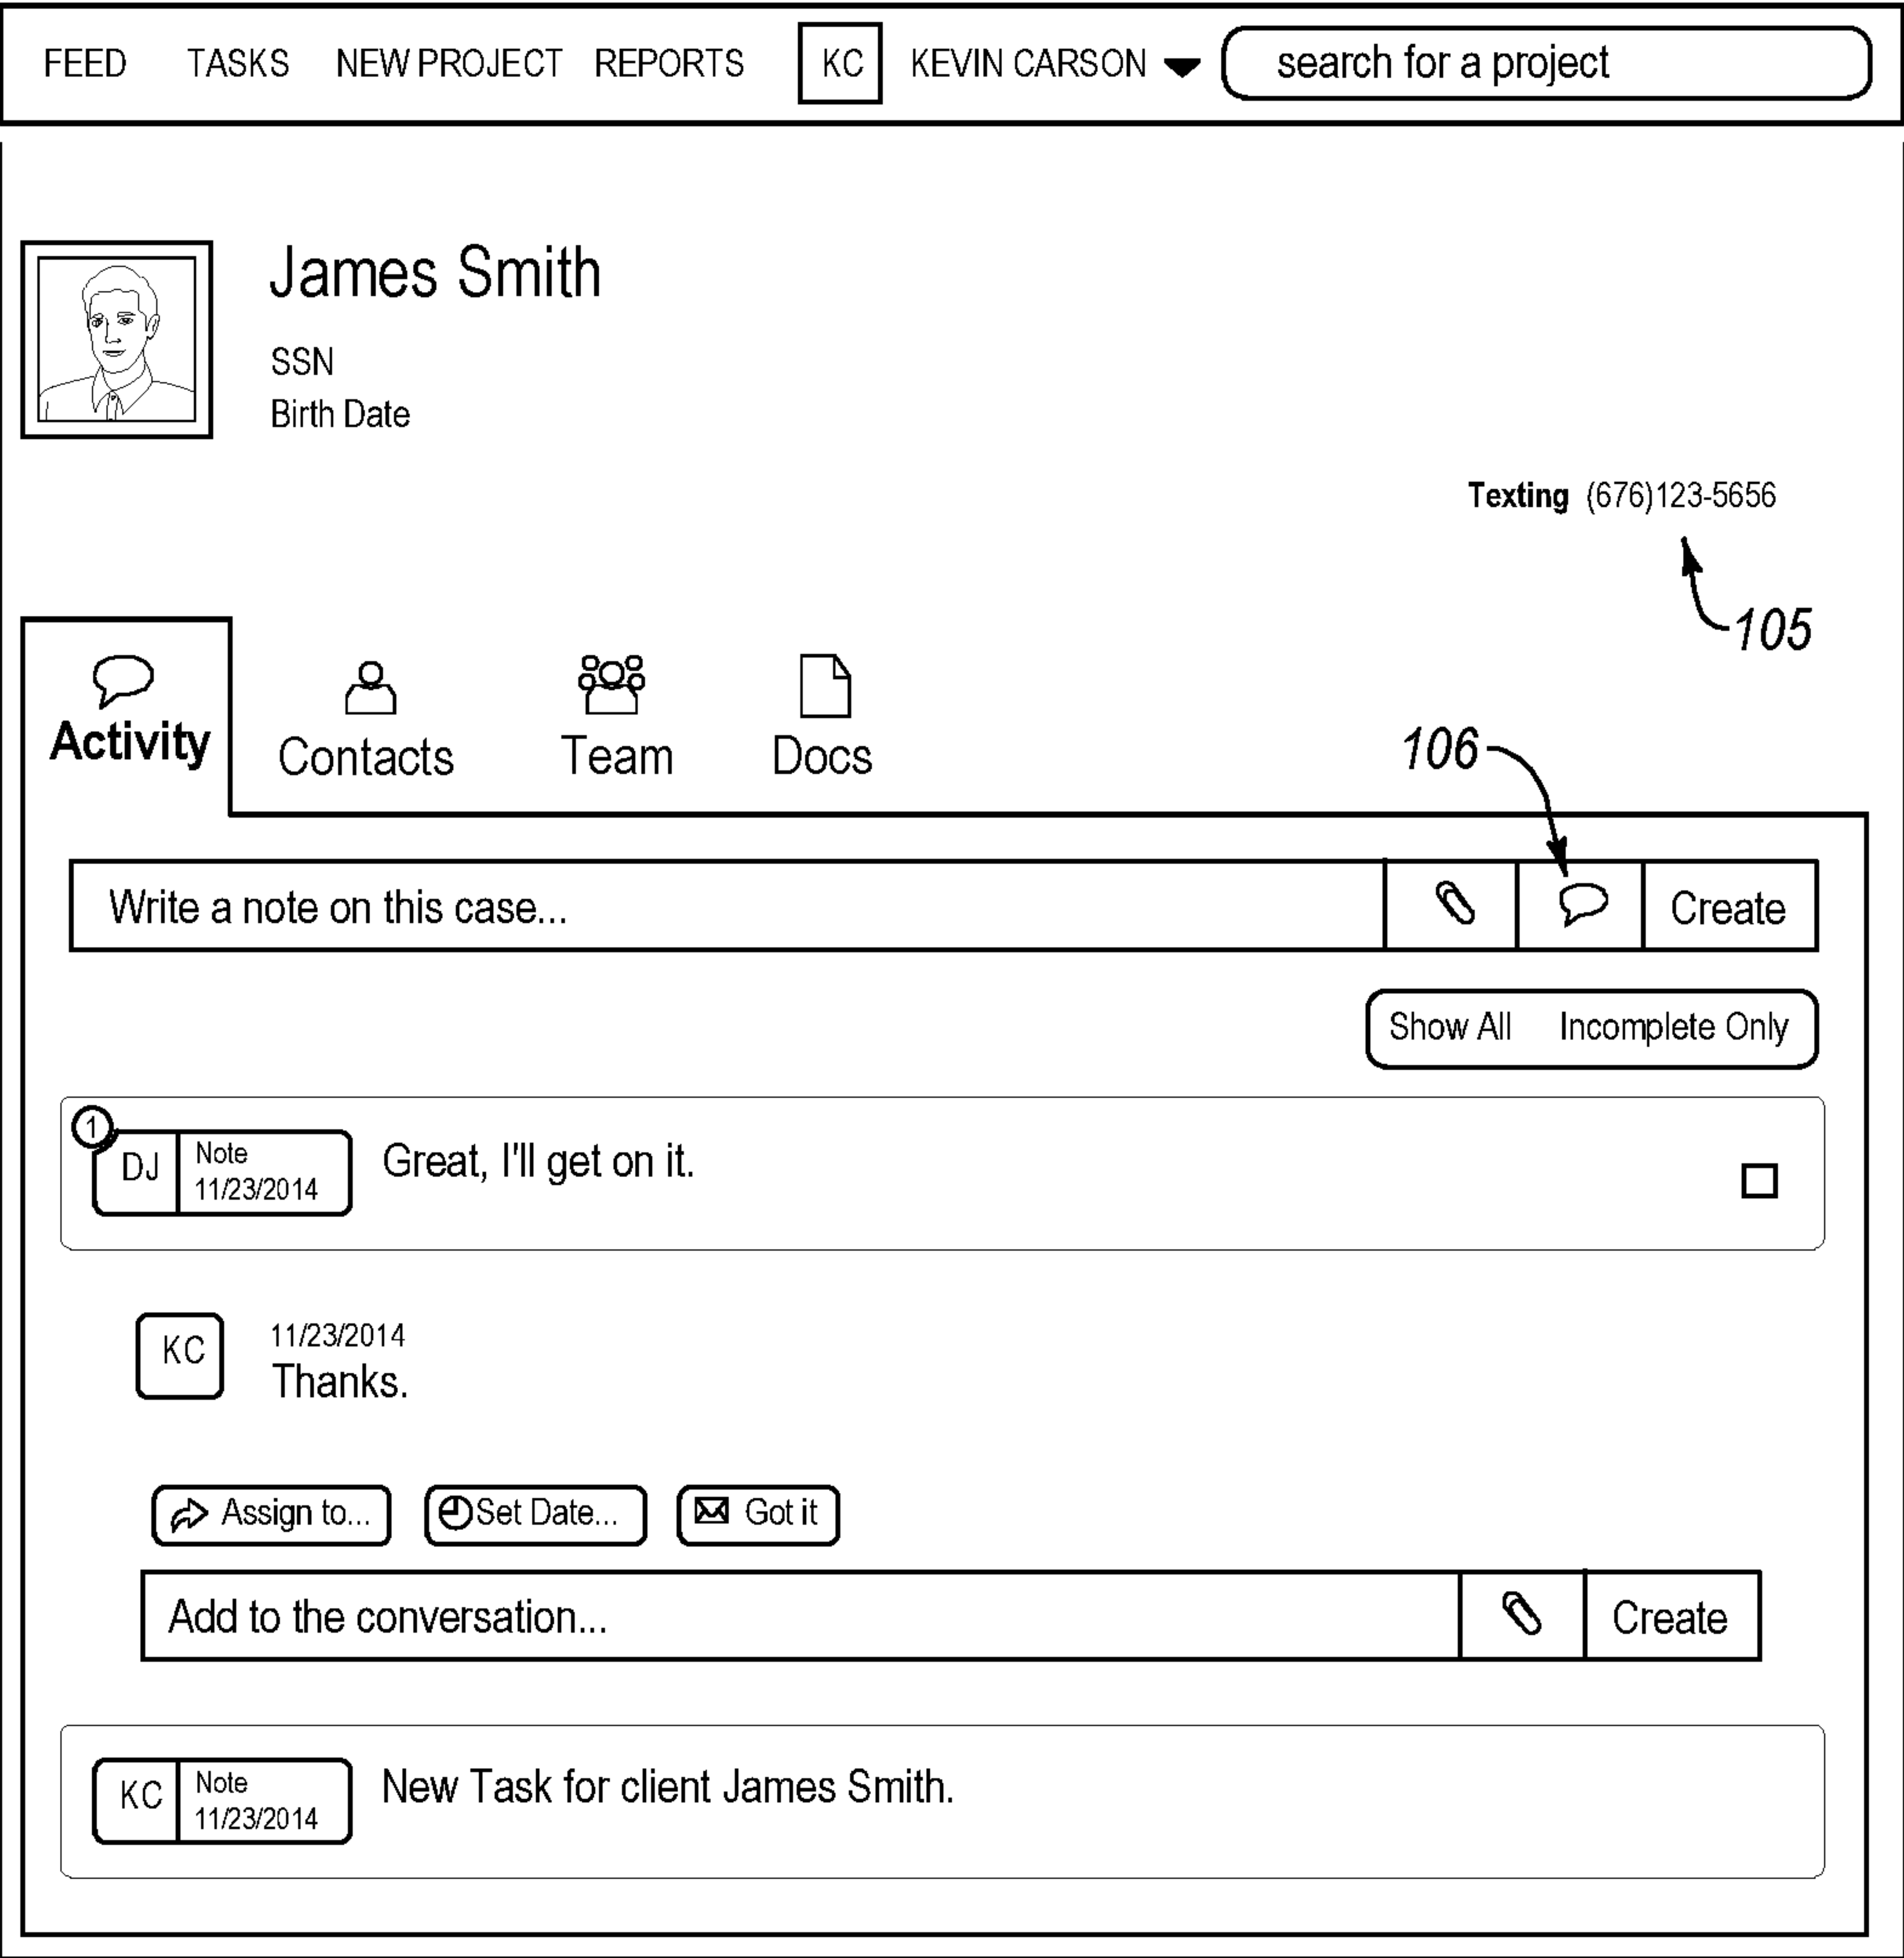 FEED TASKS NEW PROJECT REPORTS KC KEVIN CARSON search for a project
James Smith
SSN
Birth Date
Texting (676)123-5656
105
Activity Contacts Team Docs
106
Write a note on this case... Create
Show All Incomplete Only
1
DJ Note Great, I'll get on it.
11/23/2014
KC 11/23/2014
Thanks.
Assign to... Set Date... Got it
Add to the conversation... Create
KC Note New Task for client James Smith.
11/23/2014